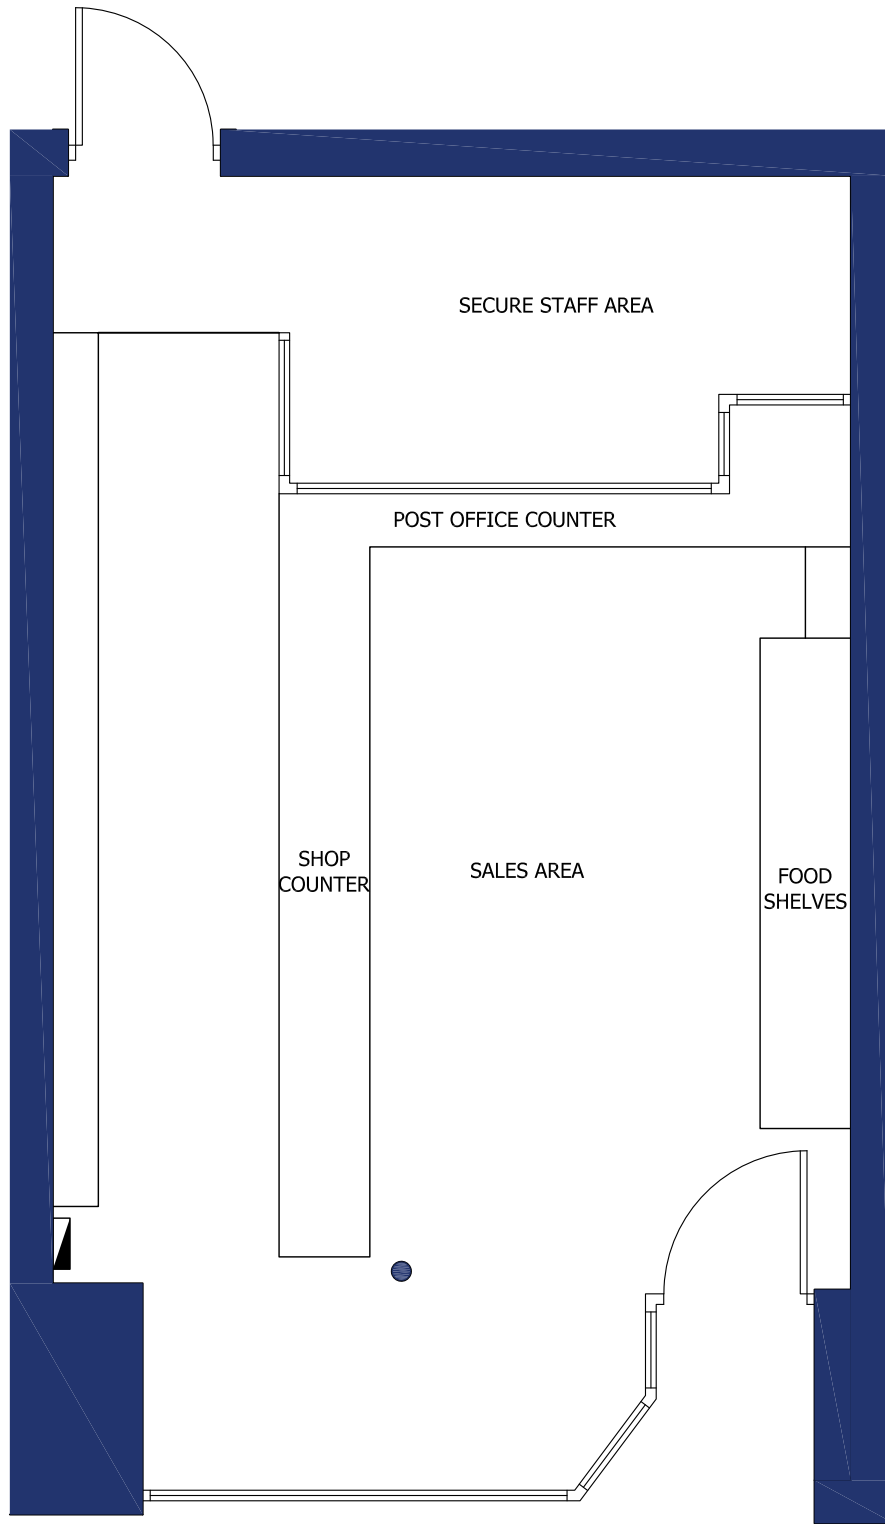 SECURE STAFF AREA
POST OFFICE COUNTER
SHOP
COUNTER
SALES AREA
FOOD
SHELVES